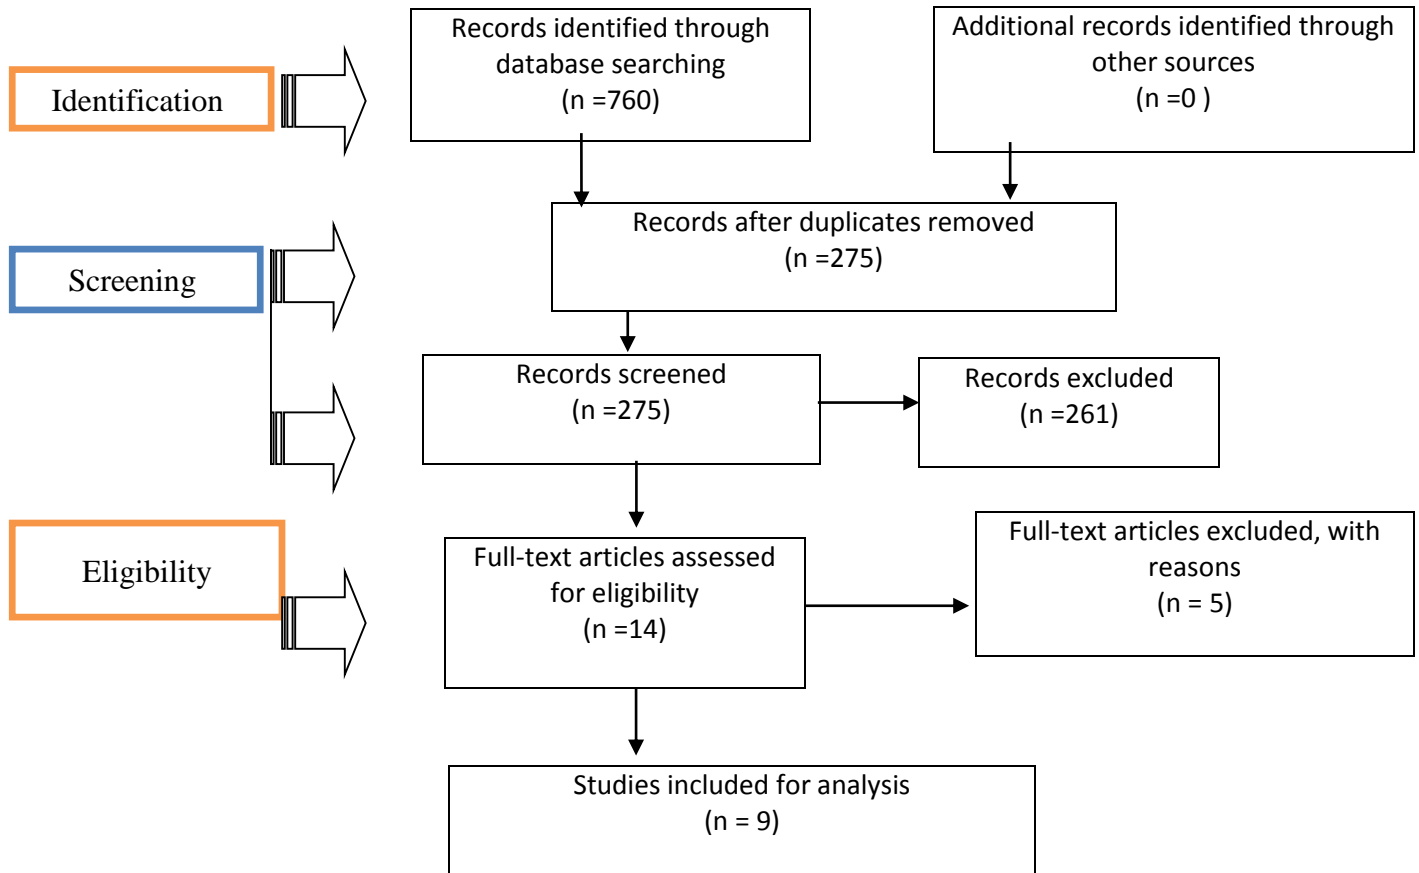 Identification
Records identified through
database searching
(n =760)
Additional records identified through
other sources
(n =0 )
Screening
Records after duplicates removed
(n =275)
Records screened
(n =275)
Records excluded
(n =261)
Eligibility
Full-text articles assessed
for eligibility
(n =14)
Full-text articles excluded, with
reasons
(n = 5)
Studies included for analysis
(n = 9)